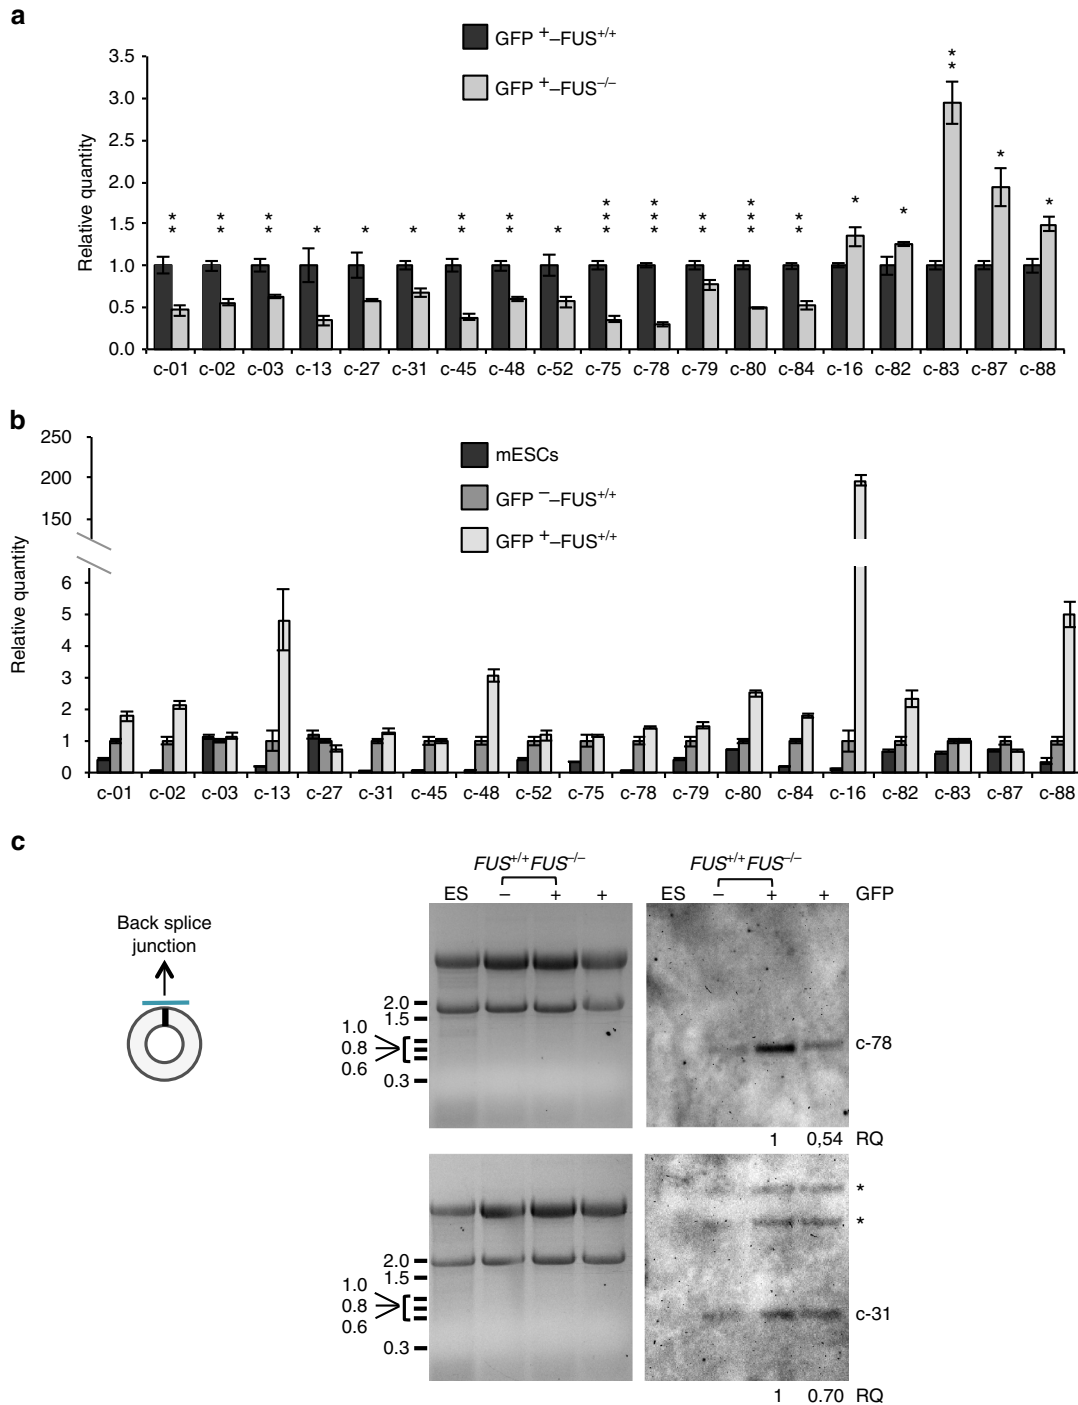 a
GFP +–FUS+/+
GFP +–FUS–/–
Relative quantity
3.5
3.0
2.5
2.0
1.5
1.0
0.5
0.0
** ** ** * * * ** ** * *** *** ** *** ** * * ** * *
c-01 c-02 c-03 c-13 c-27 c-31 c-45 c-48 c-52 c-75 c-78 c-79 c-80 c-84 c-16 c-82 c-83 c-87 c-88
b
mESCs
GFP ––FUS+/+
GFP +–FUS+/+
Relative quantity
250
200
150
6
5
4
3
2
1
0
c-01 c-02 c-03 c-13 c-27 c-31 c-45 c-48 c-52 c-75 c-78 c-79 c-80 c-84 c-16 c-82 c-83 c-87 c-88
c
Back splice
junction
FUS+/+ FUS–/– FUS+/+ FUS–/–
ES – + + ES – + + GFP
2.0
1.5
1.0
0.8
0.6
0.3
c-78
1 0,54 RQ
*
*
2.0
1.5
1.0
0.8
0.6
0.3
c-31
1 0.70 RQ